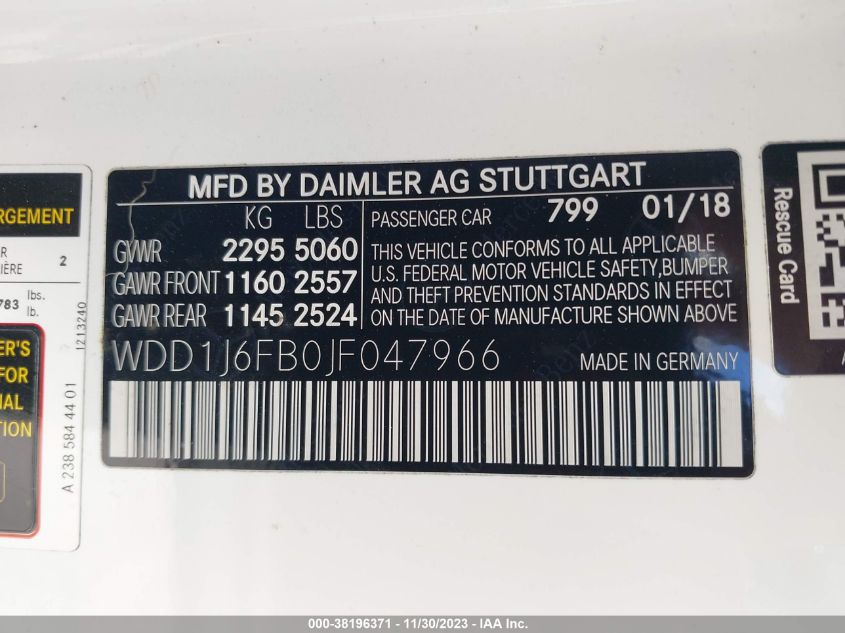 RGEMENT
2
IÈRE
783 lbs.
lb.
1213240
R'S
FOR
A 238 584 44 01
MFD BY DAIMLER AG STUTTGART
KG LBS
GVWR 2295 5060
GAWR FRONT 1160 2557
GAWR REAR 1145 2524
PASSENGER CAR 799 01/18
THIS VEHICLE CONFORMS TO ALL APPLICABLE
U.S. FEDERAL MOTOR VEHICLE SAFETY,BUMPER
AND THEFT PREVENTION STANDARDS IN EFFECT
ON THE DATE OF MANUFACTURE SHOWN ABOVE
WDD1J6FB0JF047966 MADE IN GERMANY
Rescue Card
000-38196371 - 11/30/2023 - IAA Inc.